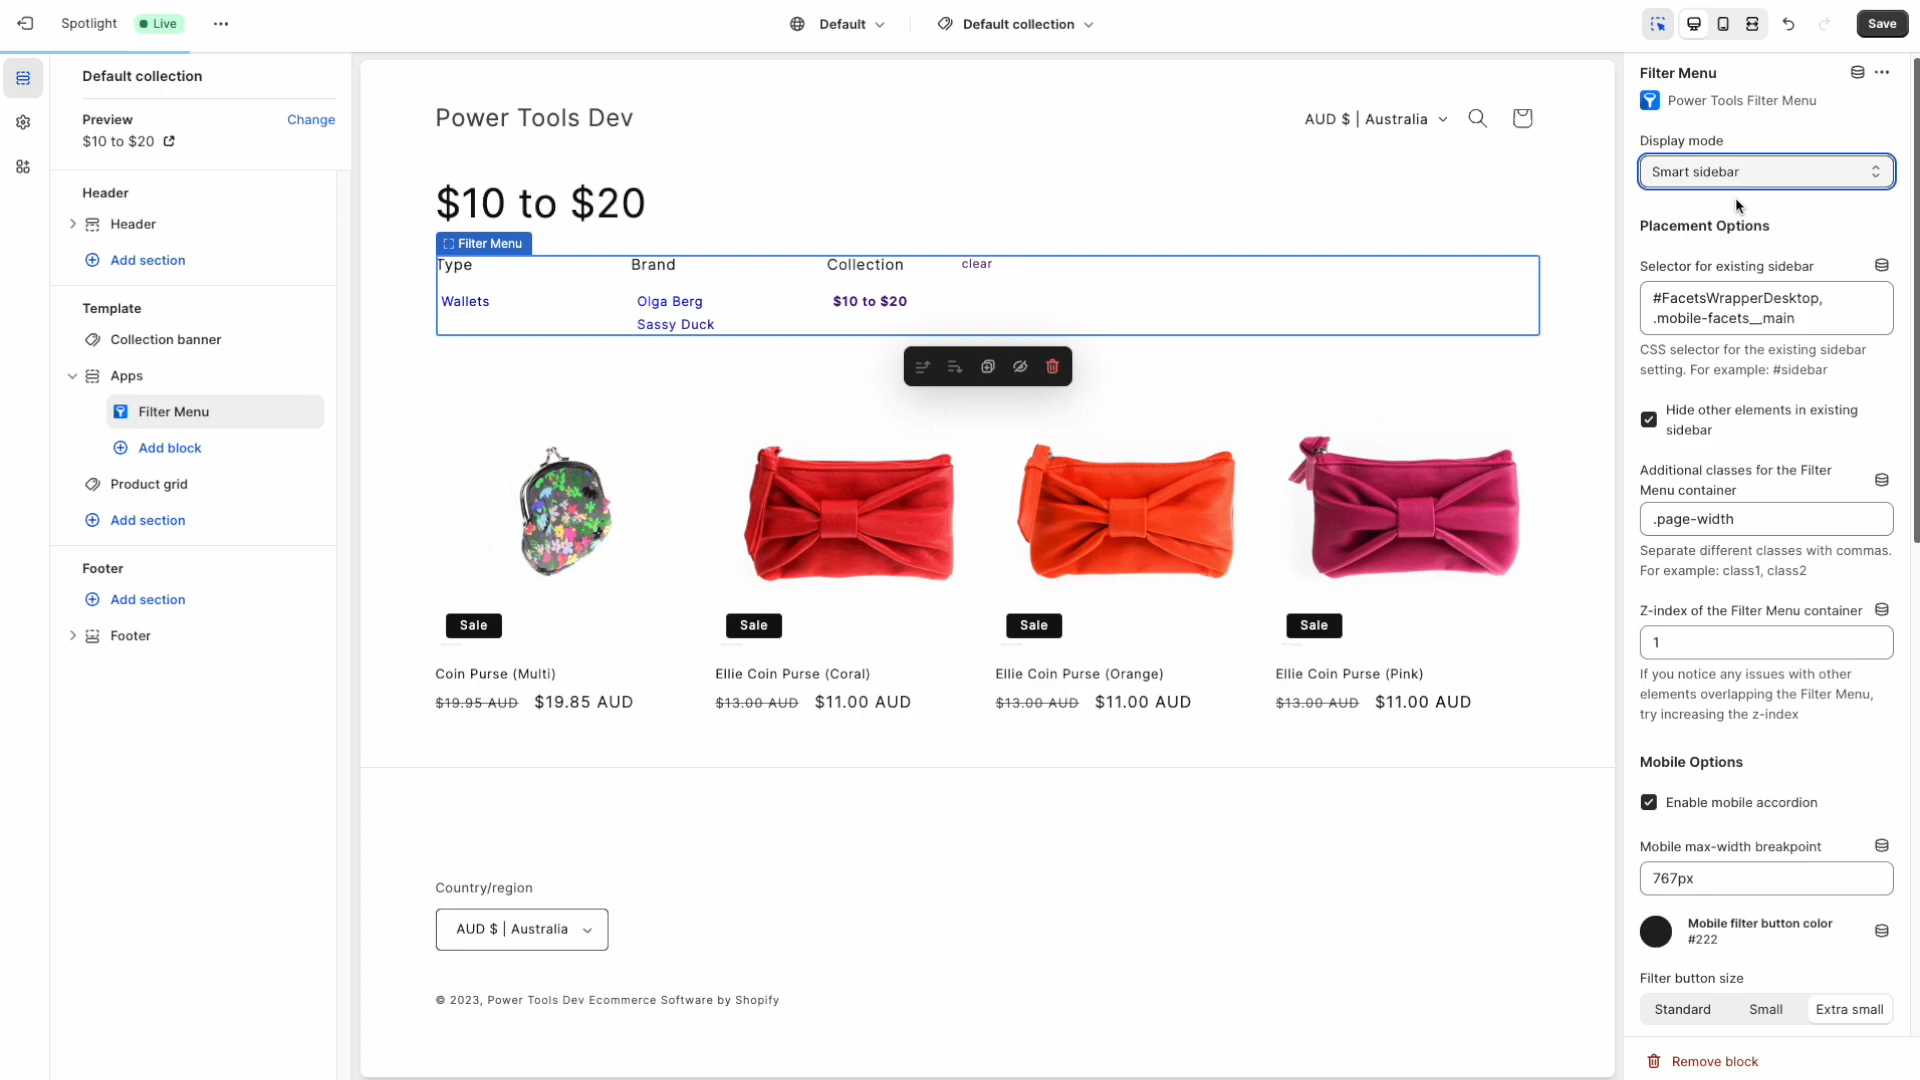 Spotlight
Live
Default
Default collection
Save
Default collection
Preview
Change
$10 to $20
Header
Header
Add section
Template
Collection banner
Apps
Filter Menu
Add block
Product grid
Add section
Footer
Add section
Footer
Power Tools Dev
AUD $ | Australia
$10 to $20
Filter Menu
Type
Brand
Collection
clear
Wallets
Olga Berg
$10 to $20
Sassy Duck
Sale
Sale
Sale
Sale
Coin Purse (Multi)
Ellie Coin Purse (Coral)
Ellie Coin Purse (Orange)
Ellie Coin Purse (Pink)
$19.95 AUD $19.85 AUD
$13.00 AUD $11.00 AUD
$13.00 AUD $11.00 AUD
$13.00 AUD $11.00 AUD
Country/region
AUD $ | Australia
© 2023, Power Tools Dev Ecommerce Software by Shopify
Filter Menu
Power Tools Filter Menu
Display mode
Smart sidebar
Placement Options
Selector for existing sidebar
#FacetsWrapperDesktop,
.mobile-facets__main
CSS selector for the existing sidebar
setting. For example: #sidebar
Hide other elements in existing
sidebar
Additional classes for the Filter
Menu container
.page-width
Separate different classes with commas.
For example: class1, class2
Z-index of the Filter Menu container
1
If you notice any issues with other
elements overlapping the Filter Menu,
try increasing the z-index
Mobile Options
Enable mobile accordion
Mobile max-width breakpoint
767px
Mobile filter button color
#222
Filter button size
Standard
Small
Extra small
Remove block